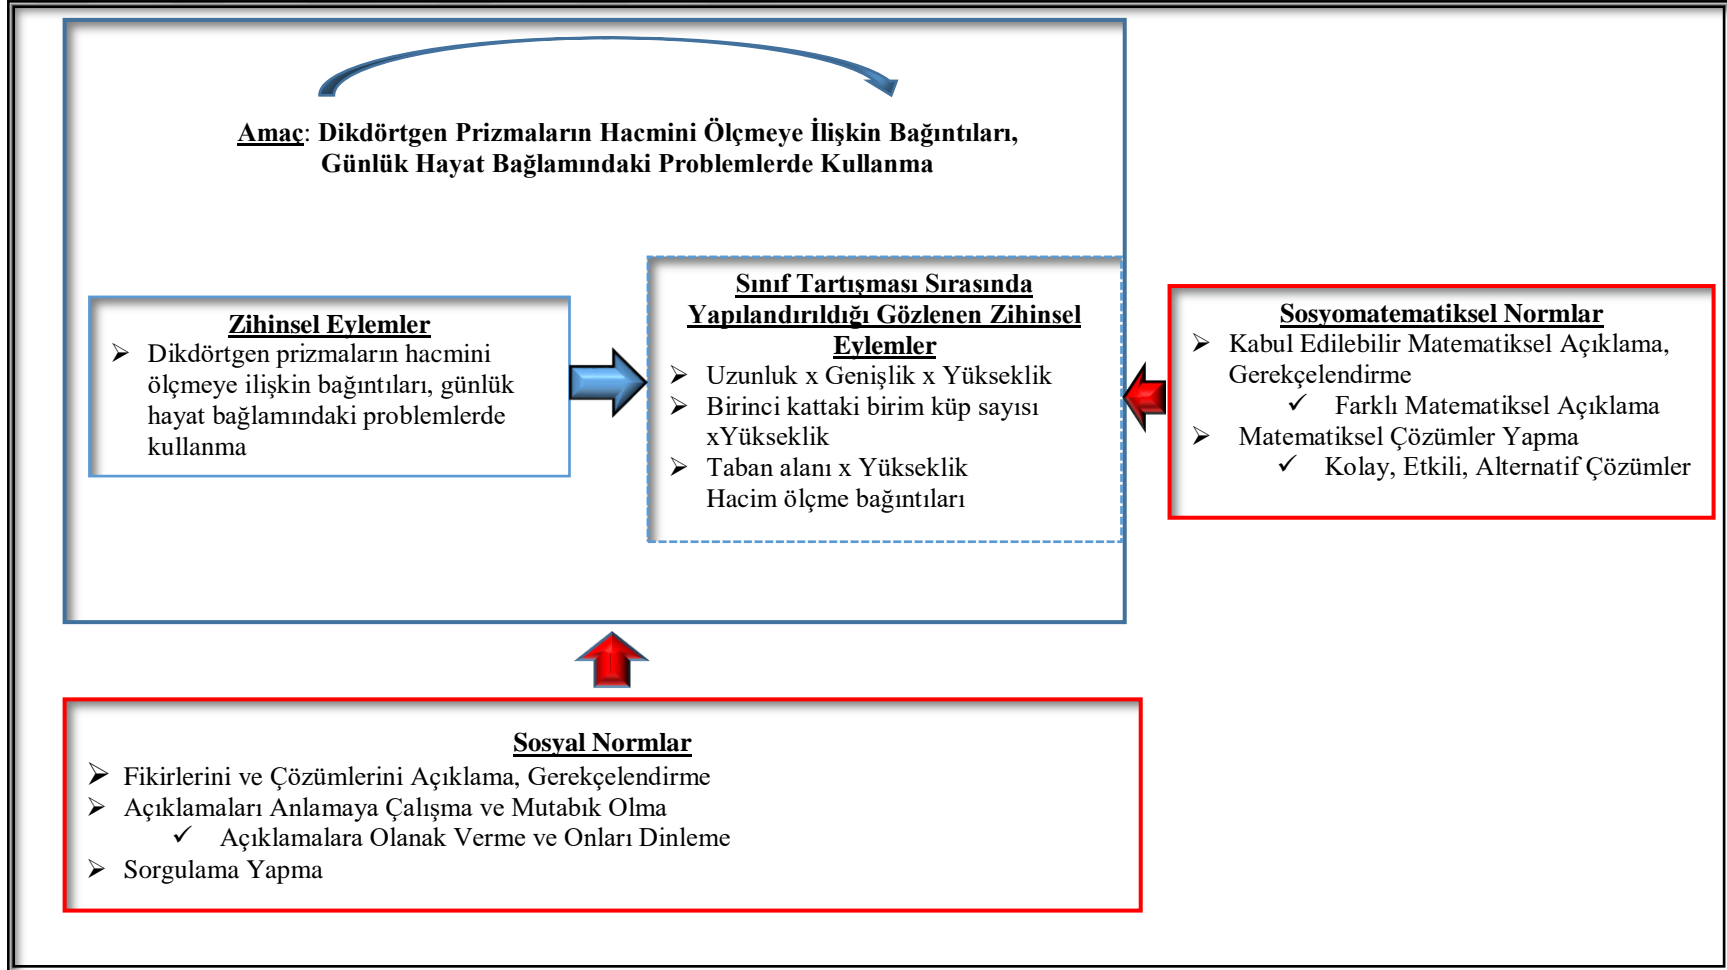 Amaç: Dikdörtgen Prizmaların Hacmini Ölçmeye İlişkin Bağıntıları,
Günlük Hayat Bağlamındaki Problemlerde Kullanma
Zihinsel Eylemler
➢ Dikdörtgen prizmaların hacmini
ölçmeye ilişkin bağıntıları, günlük
hayat bağlamındaki problemlerde
kullanma
Sınıf Tartışması Sırasında
Yapılandırıldığı Gözlenen Zihinsel
Eylemler
➢ Uzunluk x Genişlik x Yükseklik
➢ Birinci kattaki birim küp sayısı
xYükseklik
➢ Taban alanı x Yükseklik
Hacim ölçme bağıntıları
Sosyomatematiksel Normlar
➢ Kabul Edilebilir Matematiksel Açıklama,
Gerekçelendirme
✓ Farklı Matematiksel Açıklama
➢ Matematiksel Çözümler Yapma
✓ Kolay, Etkili, Alternatif Çözümler
Sosyal Normlar
➢ Fikirlerini ve Çözümlerini Açıklama, Gerekçelendirme
➢ Açıklamaları Anlamaya Çalışma ve Mutabık Olma
✓ Açıklamalara Olanak Verme ve Onları Dinleme
➢ Sorgulama Yapma